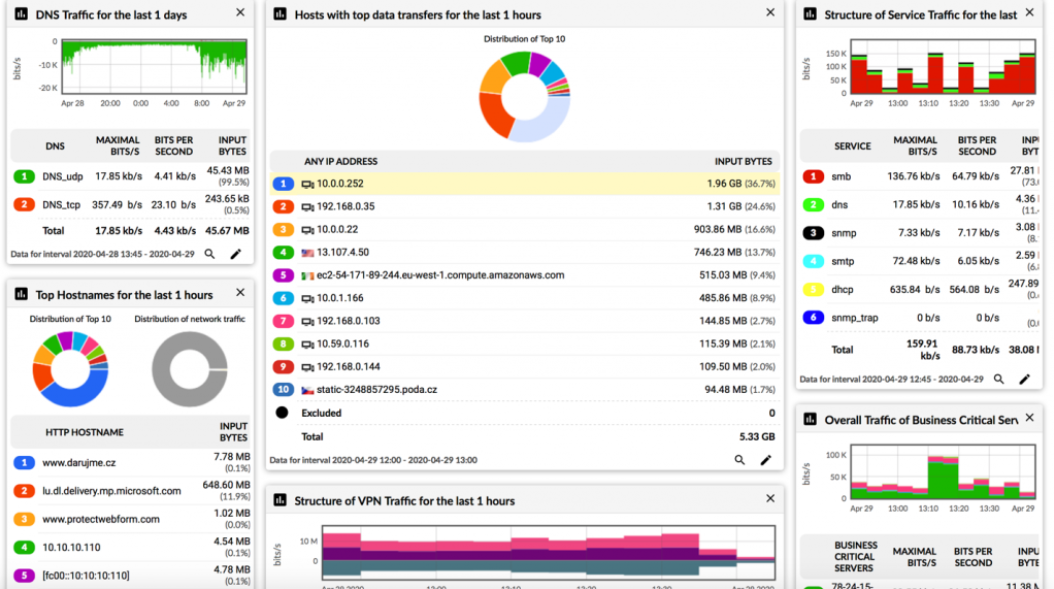 DNS Traffic for the last 1 days
bits/s
0
-10 K
-20 K
Apr 28 20:00 0:00 4:00 8:00 Apr 29
DNS MAXIMAL BITS/S BITS PER SECOND INPUT BYTES
1 DNS_udp 17.85 kb/s 4.41 kb/s 45.43 MB (99.5%)
2 DNS_tcp 357.49 b/s 23.10 b/s 243.65 kB (0.5%)
Total 17.85 kb/s 4.43 kb/s 45.67 MB
Data for interval 2020-04-28 13:45 - 2020-04-29
Top Hostnames for the last 1 hours
Distribution of Top 10 Distribution of network traffic
HTTP HOSTNAME INPUT BYTES
1 www.darujme.cz 7.78 MB (0.1%)
2 lu.dl.delivery.mp.microsoft.com 648.60 MB (11.9%)
3 www.protectwebform.com 1.02 MB (0.0%)
4 10.10.10.110 4.54 MB (0.1%)
5 [fc00::10:10:10:110] 4.78 MB (0.1%)
Hosts with top data transfers for the last 1 hours
Distribution of Top 10
ANY IP ADDRESS INPUT BYTES
1 10.0.0.252 1.96 GB (36.7%)
2 192.168.0.35 1.31 GB (24.6%)
3 10.0.0.22 903.86 MB (16.6%)
4 13.107.4.50 746.23 MB (13.7%)
5 ec2-54-171-89-244.eu-west-1.compute.amazonaws.com 515.03 MB (9.4%)
6 10.0.1.166 485.86 MB (8.9%)
7 192.168.0.103 144.85 MB (2.7%)
8 10.59.0.116 115.39 MB (2.1%)
9 192.168.0.144 109.50 MB (2.0%)
10 static-3248857295.poda.cz 94.48 MB (1.7%)
Excluded 0
Total 5.33 GB
Data for interval 2020-04-29 12:00 - 2020-04-29 13:00
Structure of VPN Traffic for the last 1 hours
bits/s
10 M
0
Structure of Service Traffic for the last
bits/s
150 K
100 K
50 K
0
Apr 29 13:00 13:10 13:20 13:30 Apr 29
SERVICE MAXIMAL BITS/S BITS PER SECOND
1 smb 136.76 kb/s 64.79 kb/s 27.81
2 dns 17.85 kb/s 10.16 kb/s 4.36
3 snmp 7.33 kb/s 7.17 kb/s 3.08
4 smtp 72.48 kb/s 6.05 kb/s 2.59
5 dhcp 635.84 b/s 564.08 b/s 247.89
6 snmp_trap 0 b/s 0 b/s
Total 159.91 kb/s 88.73 kb/s 38.08
Data for interval 2020-04-29 12:45 - 2020-04-29
Overall Traffic of Business Critical
bits/s
100 K
50 K
0
Apr 29 13:00 13:10 13:20 13:30 Apr 29
BUSINESS CRITICAL SERVERS MAXIMAL BITS/S BITS PER SECOND
78-24-15- 11.38